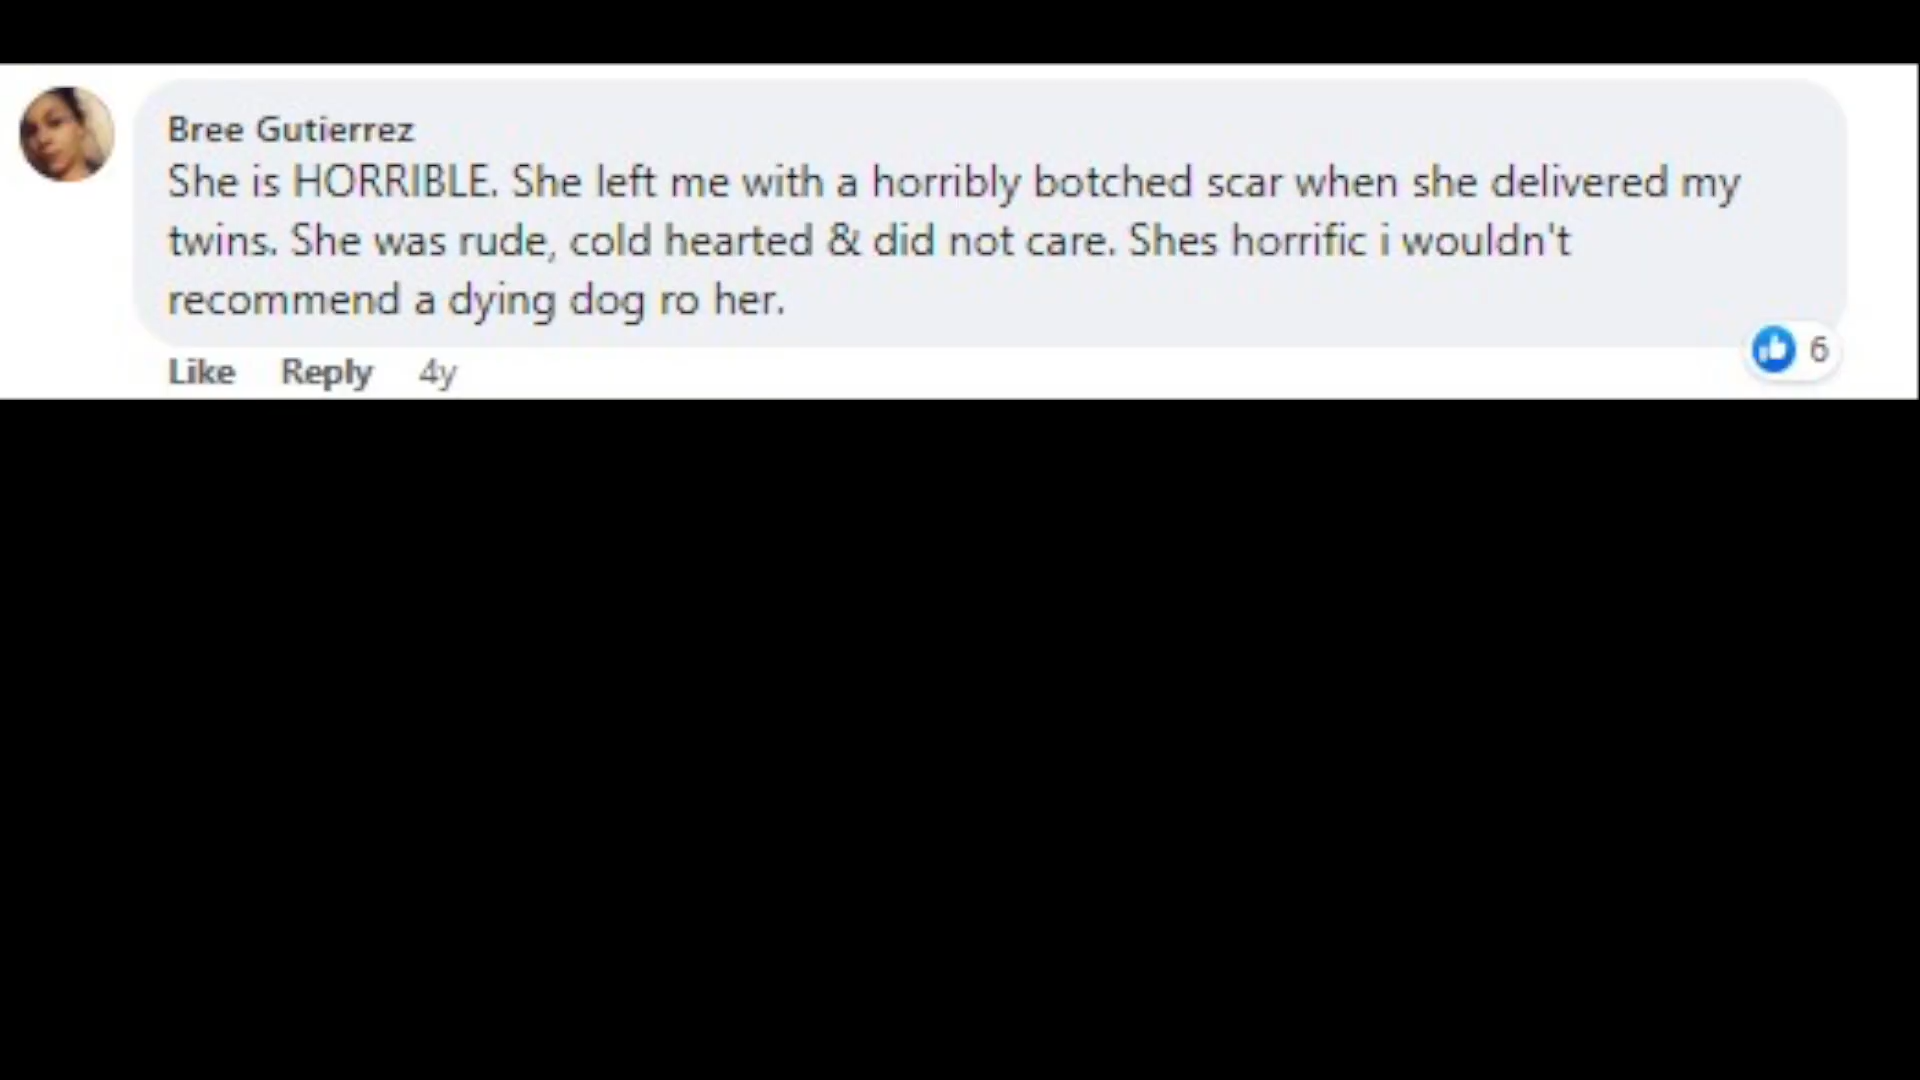 Bree Gutierrez
She is HORRIBLE. She left me with a horribly botched scar when she delivered my
twins. She was rude, cold hearted & did not care. Shes horrific i wouldn't
recommend a dying dog ro her.
Like Reply 4y
6